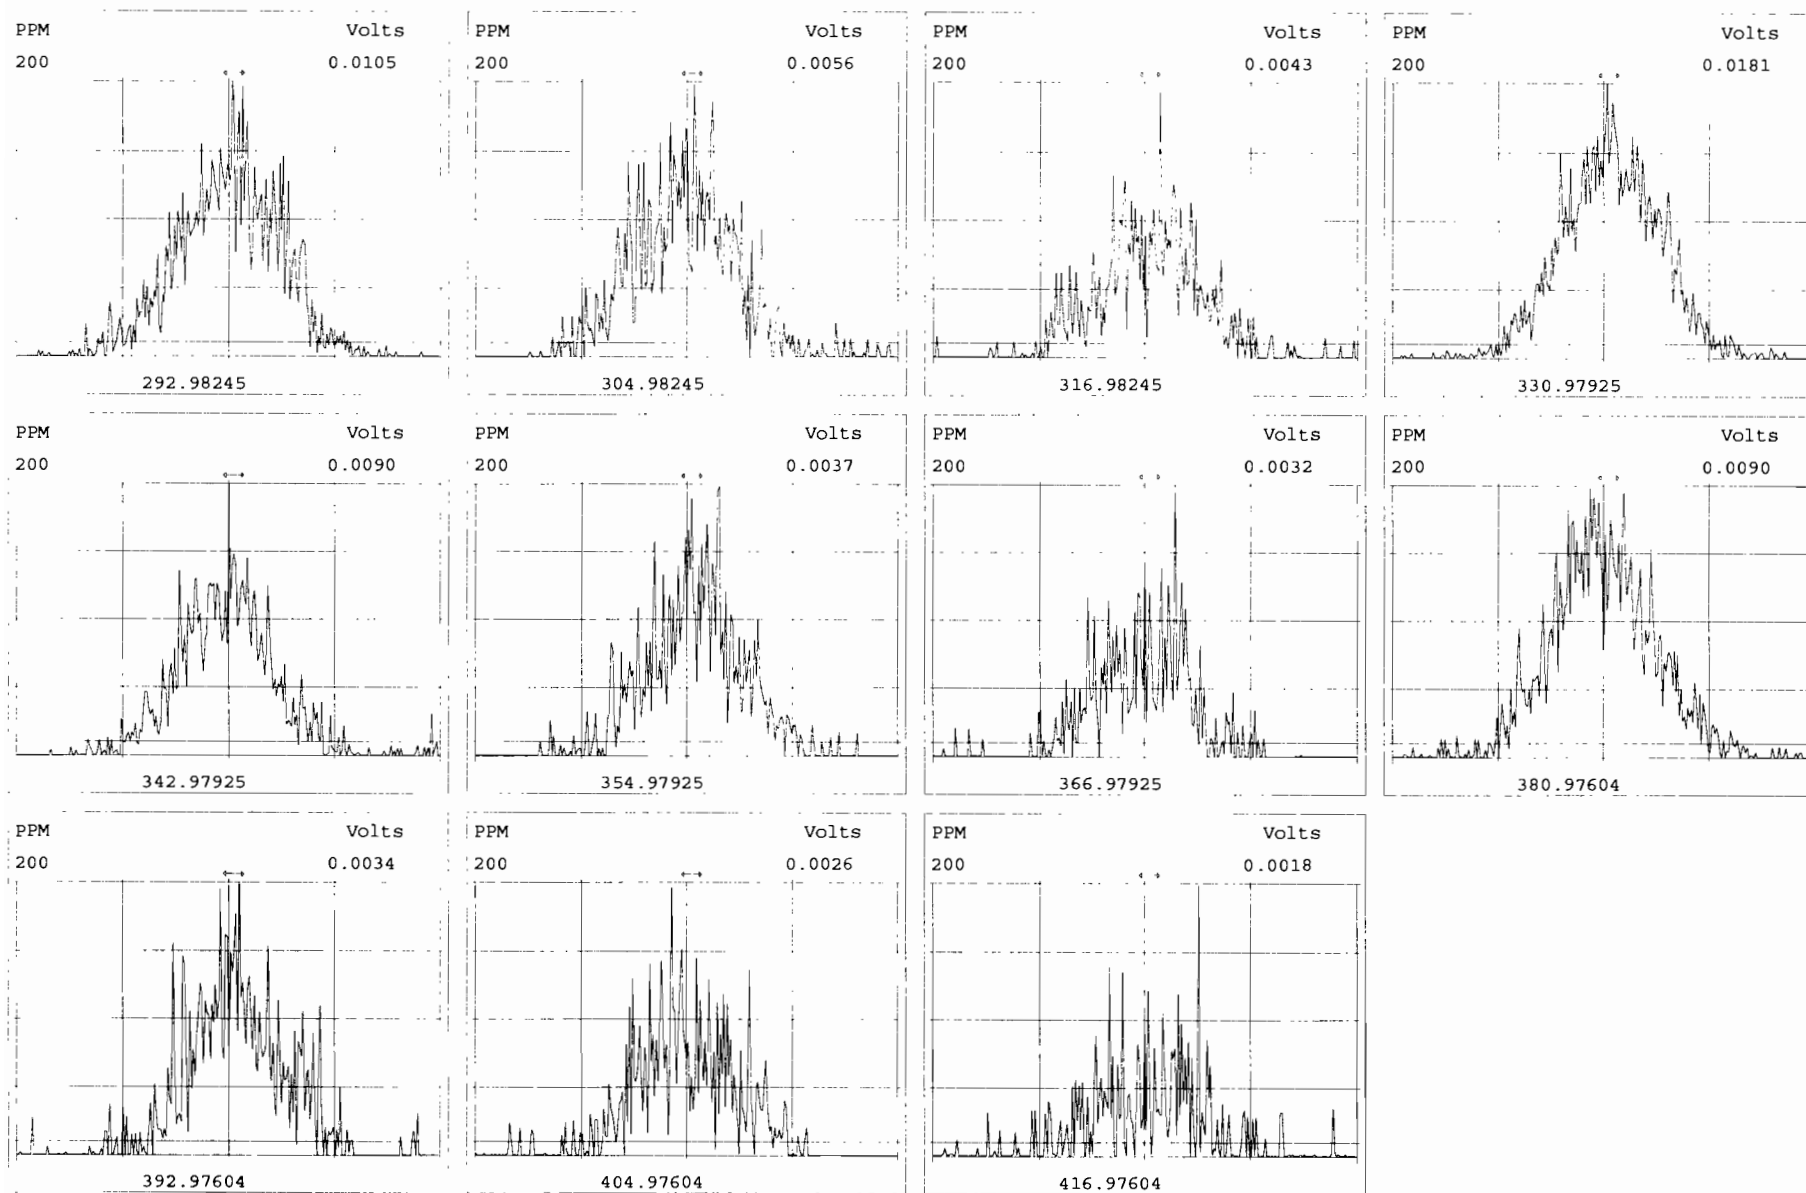 PPM Volts
200 0.0105
292.98245
PPM Volts
200 0.0056
304.98245
PPM Volts
200 0.0043
316.98245
PPM Volts
200 0.0181
330.97925
PPM Volts
200 0.0090
342.97925
PPM Volts
200 0.0037
354.97925
PPM Volts
200 0.0032
366.97925
PPM Volts
200 0.0090
380.97604
PPM Volts
200 0.0034
392.97604
PPM Volts
200 0.0026
404.97604
PPM Volts
200 0.0018
416.97604